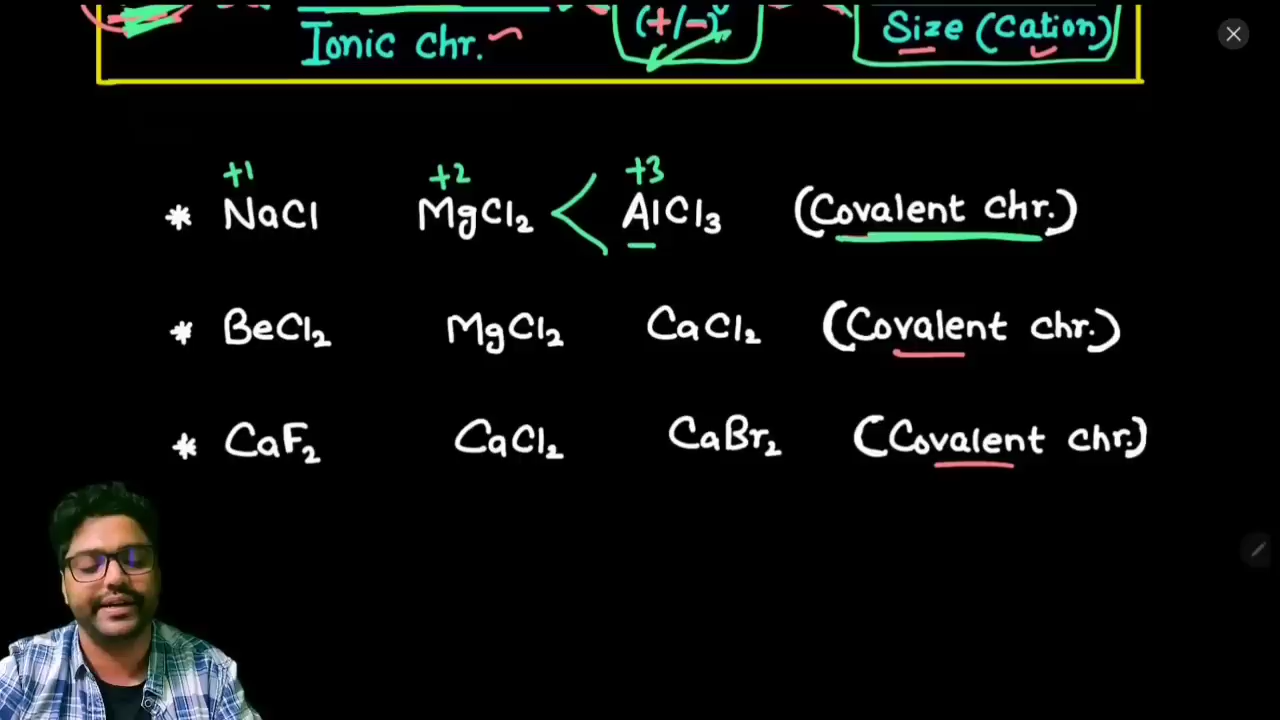 Ionic chr. (+/-) Size (Cation)
+1 +2 +3
* NaCl MgCl₂ < AlCl₃ (Covalent chr.)
* BeCl₂ MgCl₂ CaCl₂ (Covalent chr.)
* CaF₂ CaCl₂ CaBr₂ (Covalent chr.)